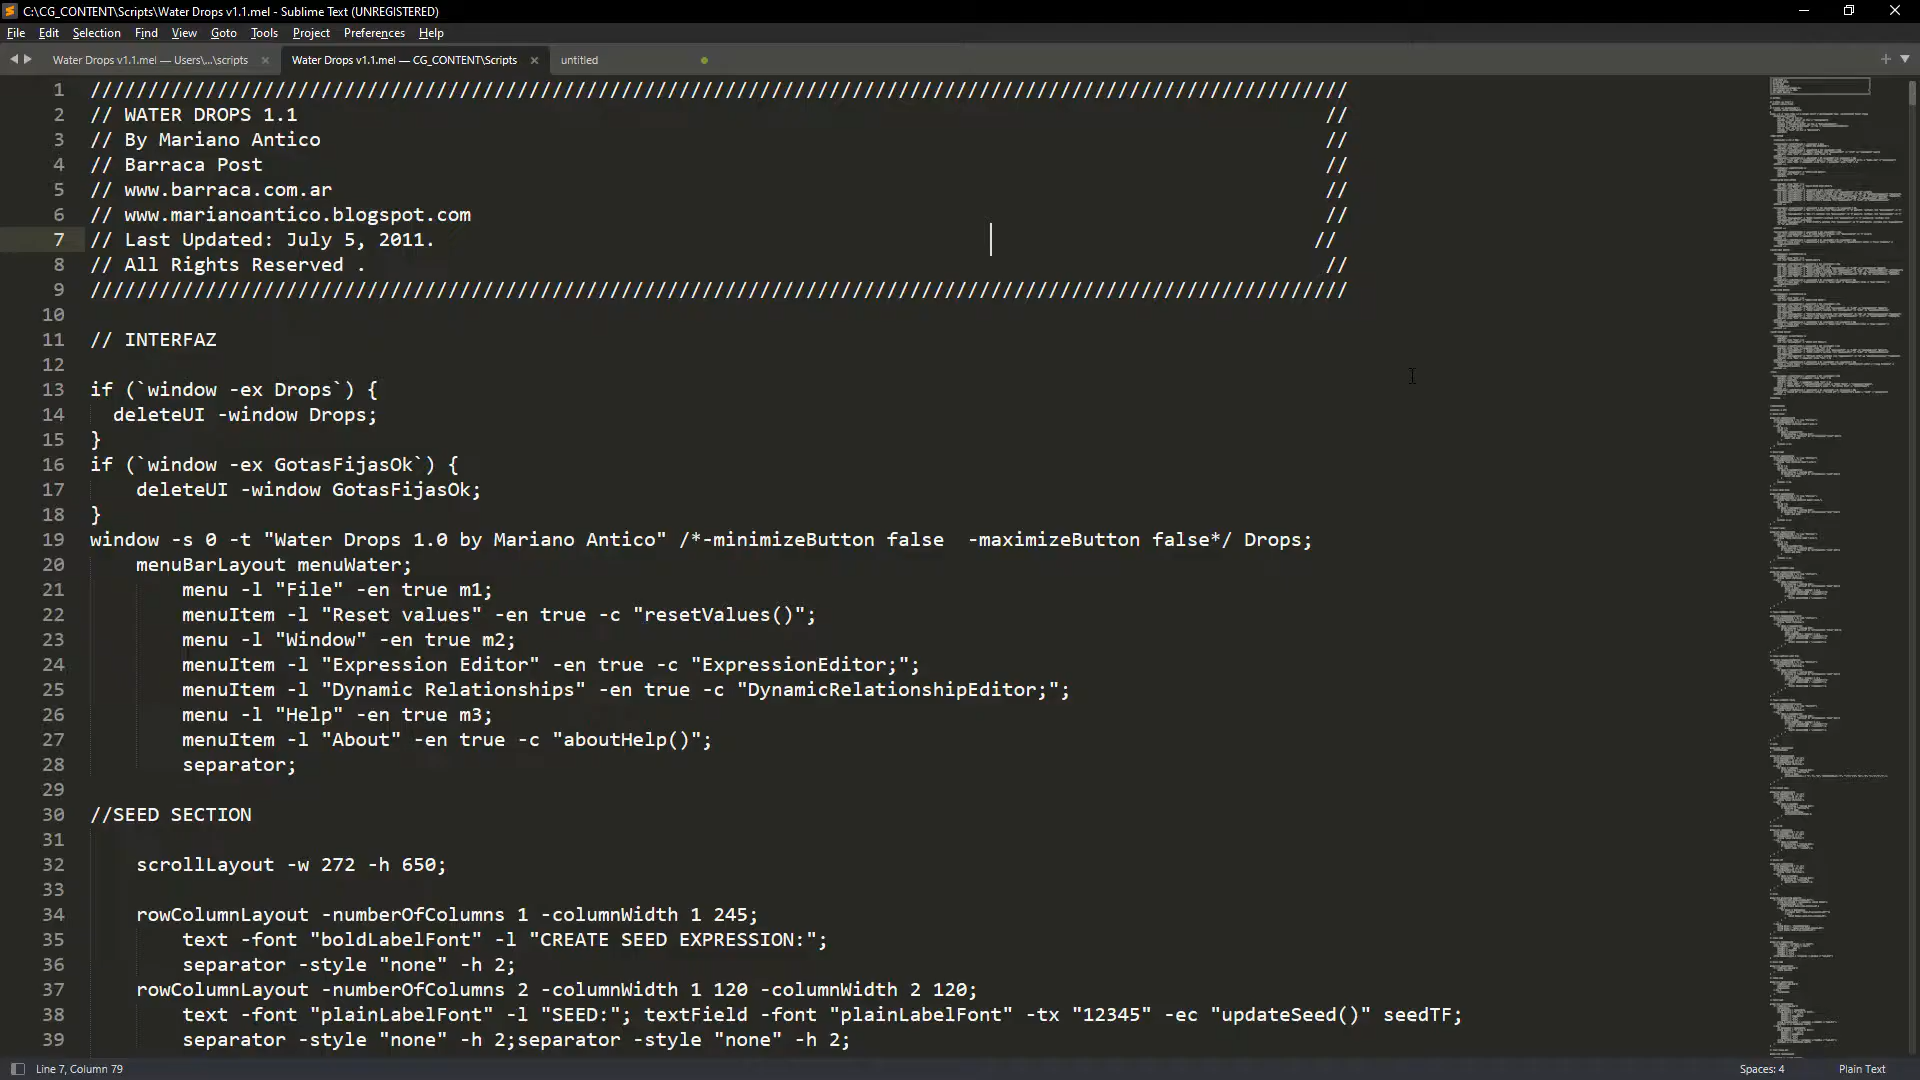 C:\CG_CONTENT\Scripts\Water Drops v1.1.mel - Sublime Text (UNREGISTERED)
File Edit Selection Find View Goto Tools Project Preferences Help
Water Drops v1.1.mel — Users\...\scripts × Water Drops v1.1.mel — CG_CONTENT\Scripts × untitled
1 //////////////////////////////////////////////////////////////////////////////////////////////////////////////
2 // WATER DROPS 1.1 //
3 // By Mariano Antico //
4 // Barraca Post //
5 // www.barraca.com.ar //
6 // www.marianoantico.blogspot.com //
7 // Last Updated: July 5, 2011. //
8 // All Rights Reserved . //
9 //////////////////////////////////////////////////////////////////////////////////////////////////////////////
10
11 // INTERFAZ
12
13 if (`window -ex Drops`) {
14 deleteUI -window Drops;
15 }
16 if (`window -ex GotasFijasOk`) {
17 deleteUI -window GotasFijasOk;
18 }
19 window -s 0 -t "Water Drops 1.0 by Mariano Antico" /*-minimizeButton false  -maximizeButton false*/ Drops;
20 menuBarLayout menuWater;
21 menu -l "File" -en true m1;
22 menuItem -l "Reset values" -en true -c "resetValues()";
23 menu -l "Window" -en true m2;
24 menuItem -l "Expression Editor" -en true -c "ExpressionEditor;";
25 menuItem -l "Dynamic Relationships" -en true -c "DynamicRelationshipEditor;";
26 menu -l "Help" -en true m3;
27 menuItem -l "About" -en true -c "aboutHelp()";
28 separator;
29
30 //SEED SECTION
31
32 scrollLayout -w 272 -h 650;
33
34 rowColumnLayout -numberOfColumns 1 -columnWidth 1 245;
35 text -font "boldLabelFont" -l "CREATE SEED EXPRESSION:";
36 separator -style "none" -h 2;
37 rowColumnLayout -numberOfColumns 2 -columnWidth 1 120 -columnWidth 2 120;
38 text -font "plainLabelFont" -l "SEED:"; textField -font "plainLabelFont" -tx "12345" -ec "updateSeed()" seedTF;
39 separator -style "none" -h 2;separator -style "none" -h 2;
Line 7, Column 79 Spaces: 4 Plain Text